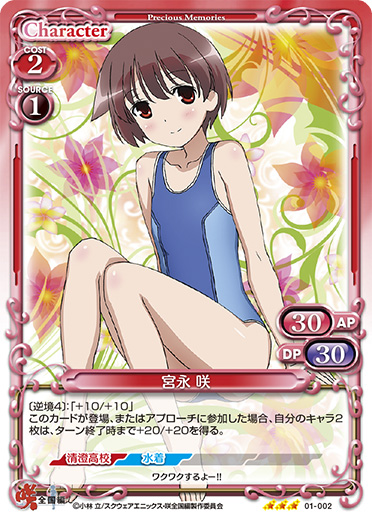 Precious Memories
Character
COST
2
SOURCE
1
30 AP
DP 30
宮永 咲
[逆境4]:「+10/+10」
このカードが登場、またはアプローチに参加した場合、自分のキャラ2
枚は、ターン終了時まで+20/+20を得る。
清澄高校 水着
ワクワクするよー!!
咲 全国編
©小林 立/スクウェアエニックス・咲全国編製作委員会 01-002